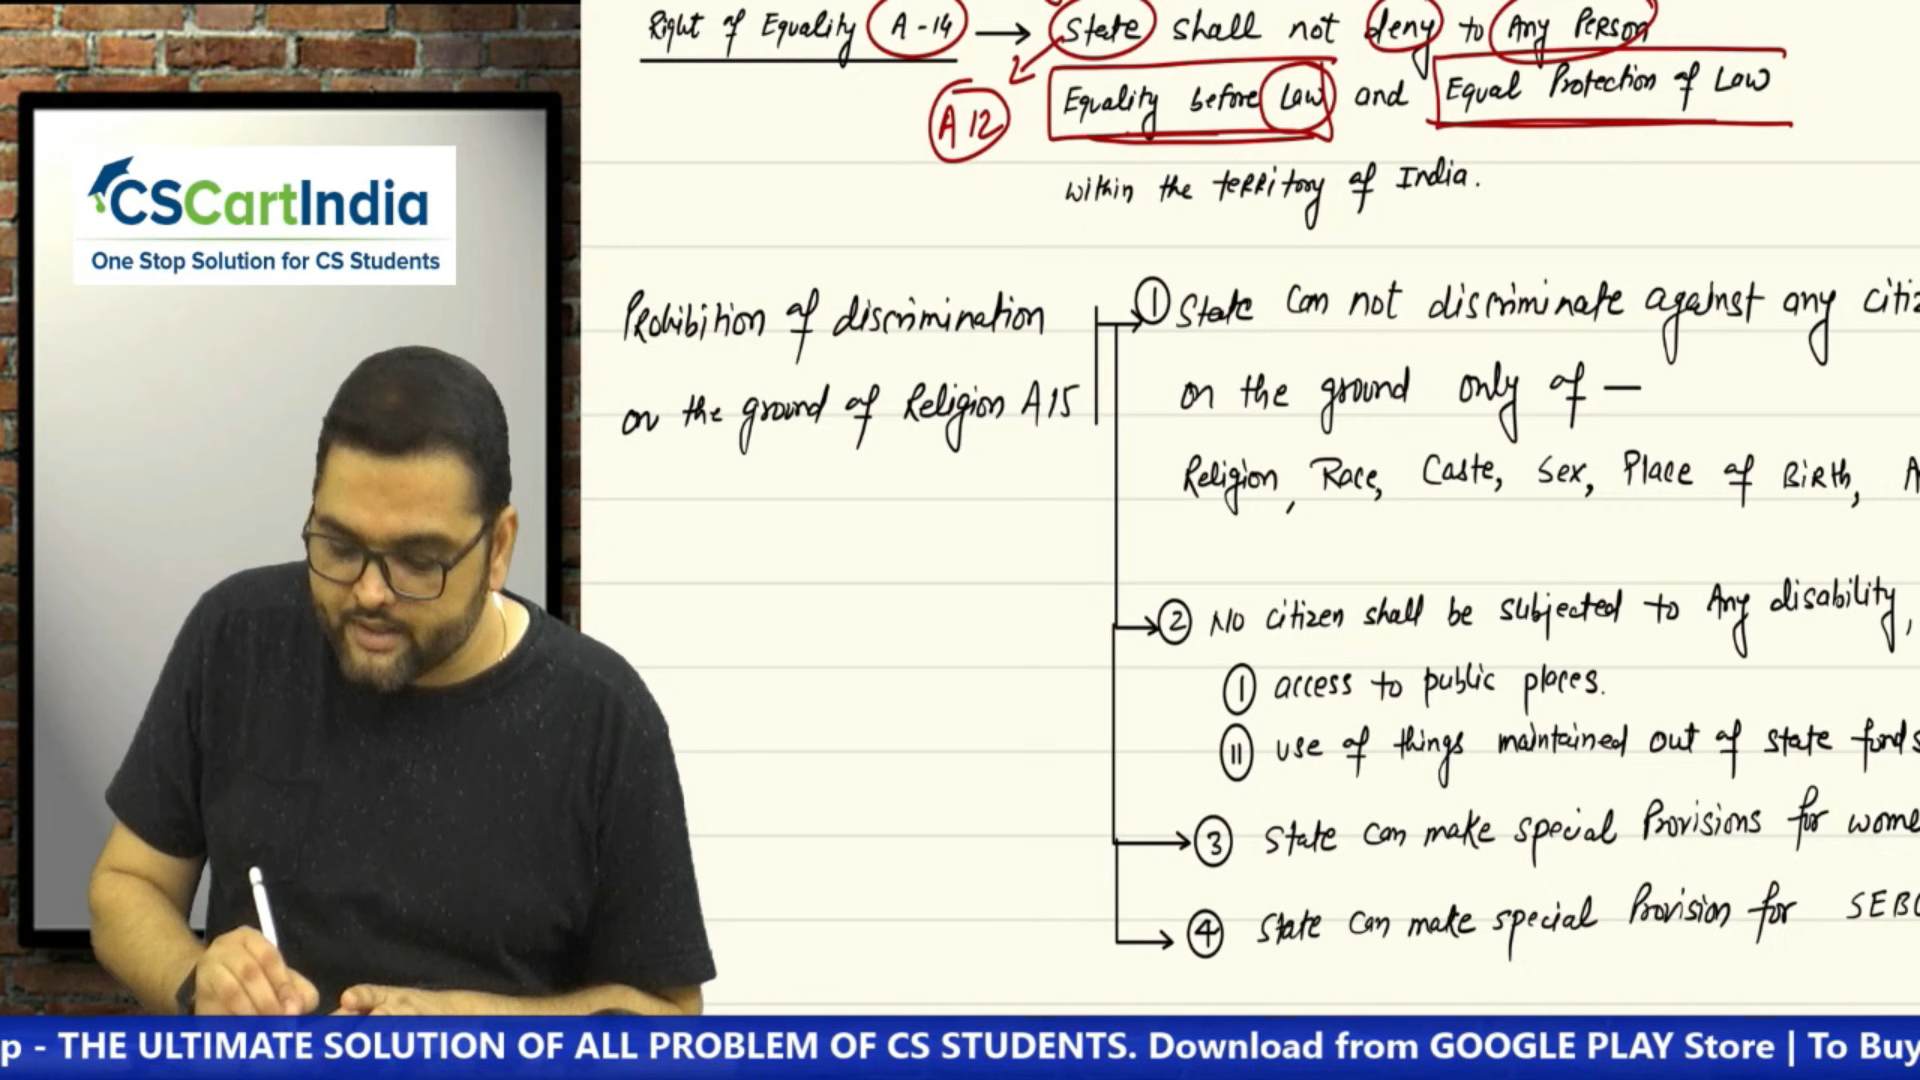 Right of Equality A-14 → State shall not deny to Any Person
A 12 Equality before Law and Equal Protection of Law
within the territory of India.
CSCartIndia
One Stop Solution for CS Students
Prohibition of discrimination
on the ground of Religion A15
① State Can not discriminate against any
on the ground only of —
Religion, Race, Caste, Sex, Place of Birth,
② No citizen shall be subjected to Any disability,
① access to public places.
⑪ use of things maintained out of state funds
③ State can make special Provisions for
④ State can make special Provision for
p - THE ULTIMATE SOLUTION OF ALL PROBLEM OF CS STUDENTS. Download from GOOGLE PLAY Store | To Buy